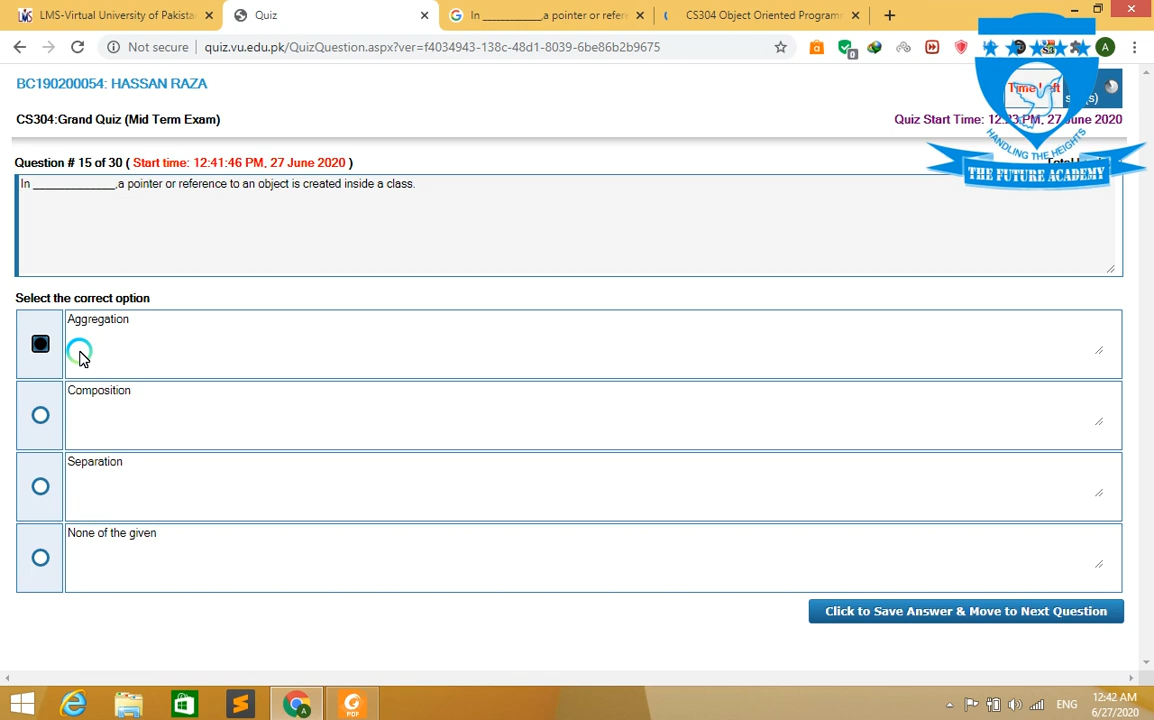 LMS-Virtual University of Pakista
Quiz
In ____________,a pointer or refer
CS304 Object Oriented Program
Not secure
quiz.vu.edu.pk/QuizQuestion.aspx?ver=f4034943-138c-48d1-8039-6be86b2b9675
BC190200054: HASSAN RAZA
Time Left
s(s)
CS304:Grand Quiz (Mid Term Exam)
Quiz Start Time: 12:23 PM, 27 June 2020
HANDLING THE HEIGHTS
THE FUTURE ACADEMY
Question # 15 of 30 ( Start time: 12:41:46 PM, 27 June 2020 )
In ______________,a pointer or reference to an object is created inside a class.
Select the correct option
Aggregation
Composition
Separation
None of the given
Click to Save Answer & Move to Next Question
ENG
12:42 AM
6/27/2020